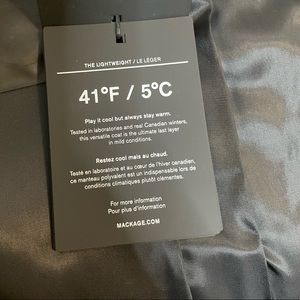 THE LIGHTWEIGHT / LE LÉGER
41°F / 5°C
Play it cool but always stay warm.
Tested in laboratories and real Canadian winters,
this versatile coat is the ultimate last layer
in mild conditions.
Restez cool mais au chaud.
Testé en laboratoire et au cœur de l'hiver canadien,
ce manteau polyvalent est un indispensable lors de
conditions climatiques plutôt clémentes.
For more information
Pour plus d'information
MACKAGE.COM